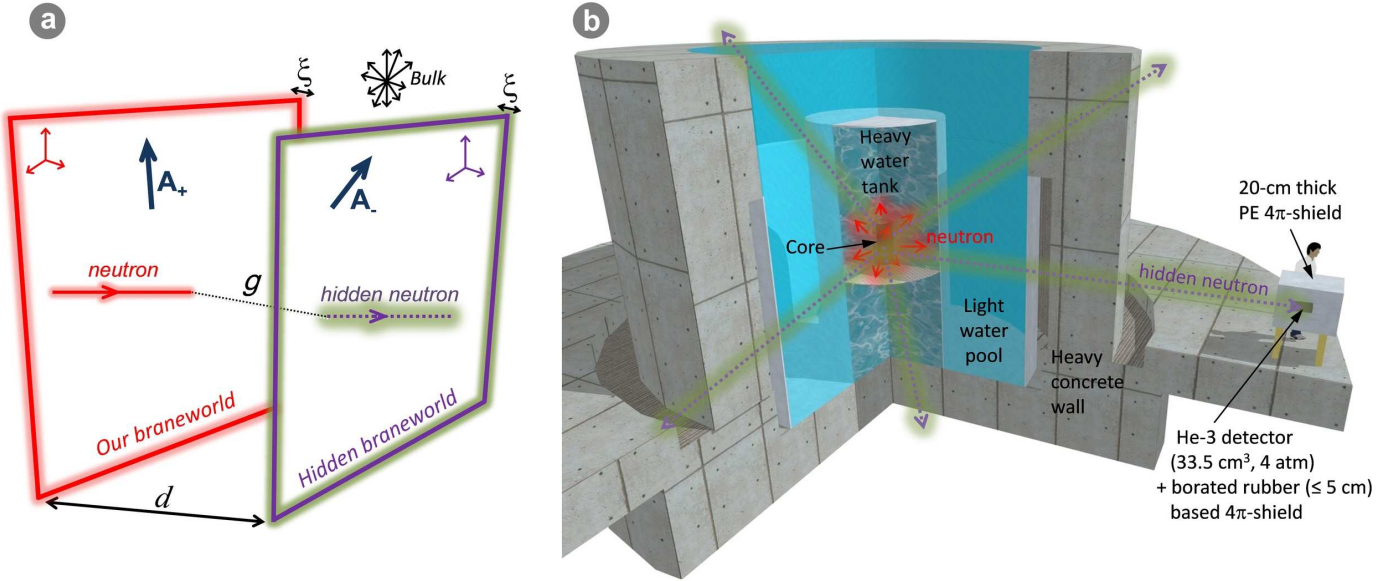 a
ξ
Bulk
ξ
A₊
A₋
neutron
g
hidden neutron
Our braneworld
Hidden braneworld
d
b
Heavy
water
tank
20-cm thick
PE 4π-shield
Core
neutron
hidden neutron
Light
water
pool
Heavy
concrete
wall
He-3 detector
(33.5 cm³, 4 atm)
+ borated rubber (≤ 5 cm)
based 4π-shield